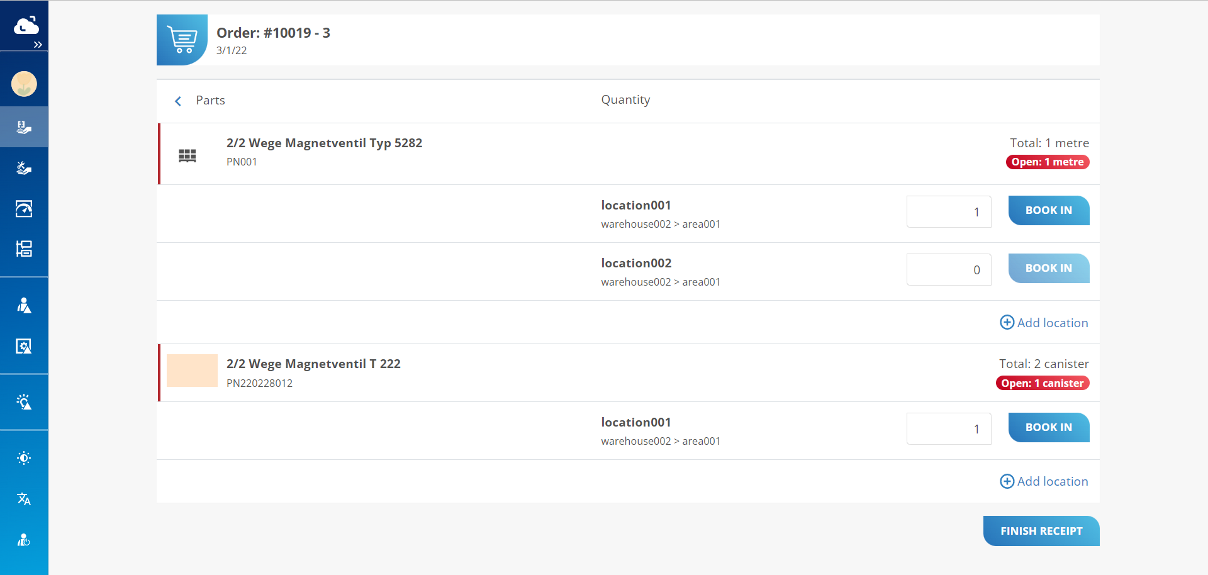 Order: #10019 - 3
3/1/22
Parts
Quantity
2/2 Wege Magnetventil Typ 5282
PN001
Total: 1 metre
Open: 1 metre
location001
warehouse002 > area001
1
BOOK IN
location002
warehouse002 > area001
0
BOOK IN
Add location
2/2 Wege Magnetventil T 222
PN220228012
Total: 2 canister
Open: 1 canister
location001
warehouse002 > area001
1
BOOK IN
Add location
FINISH RECEIPT